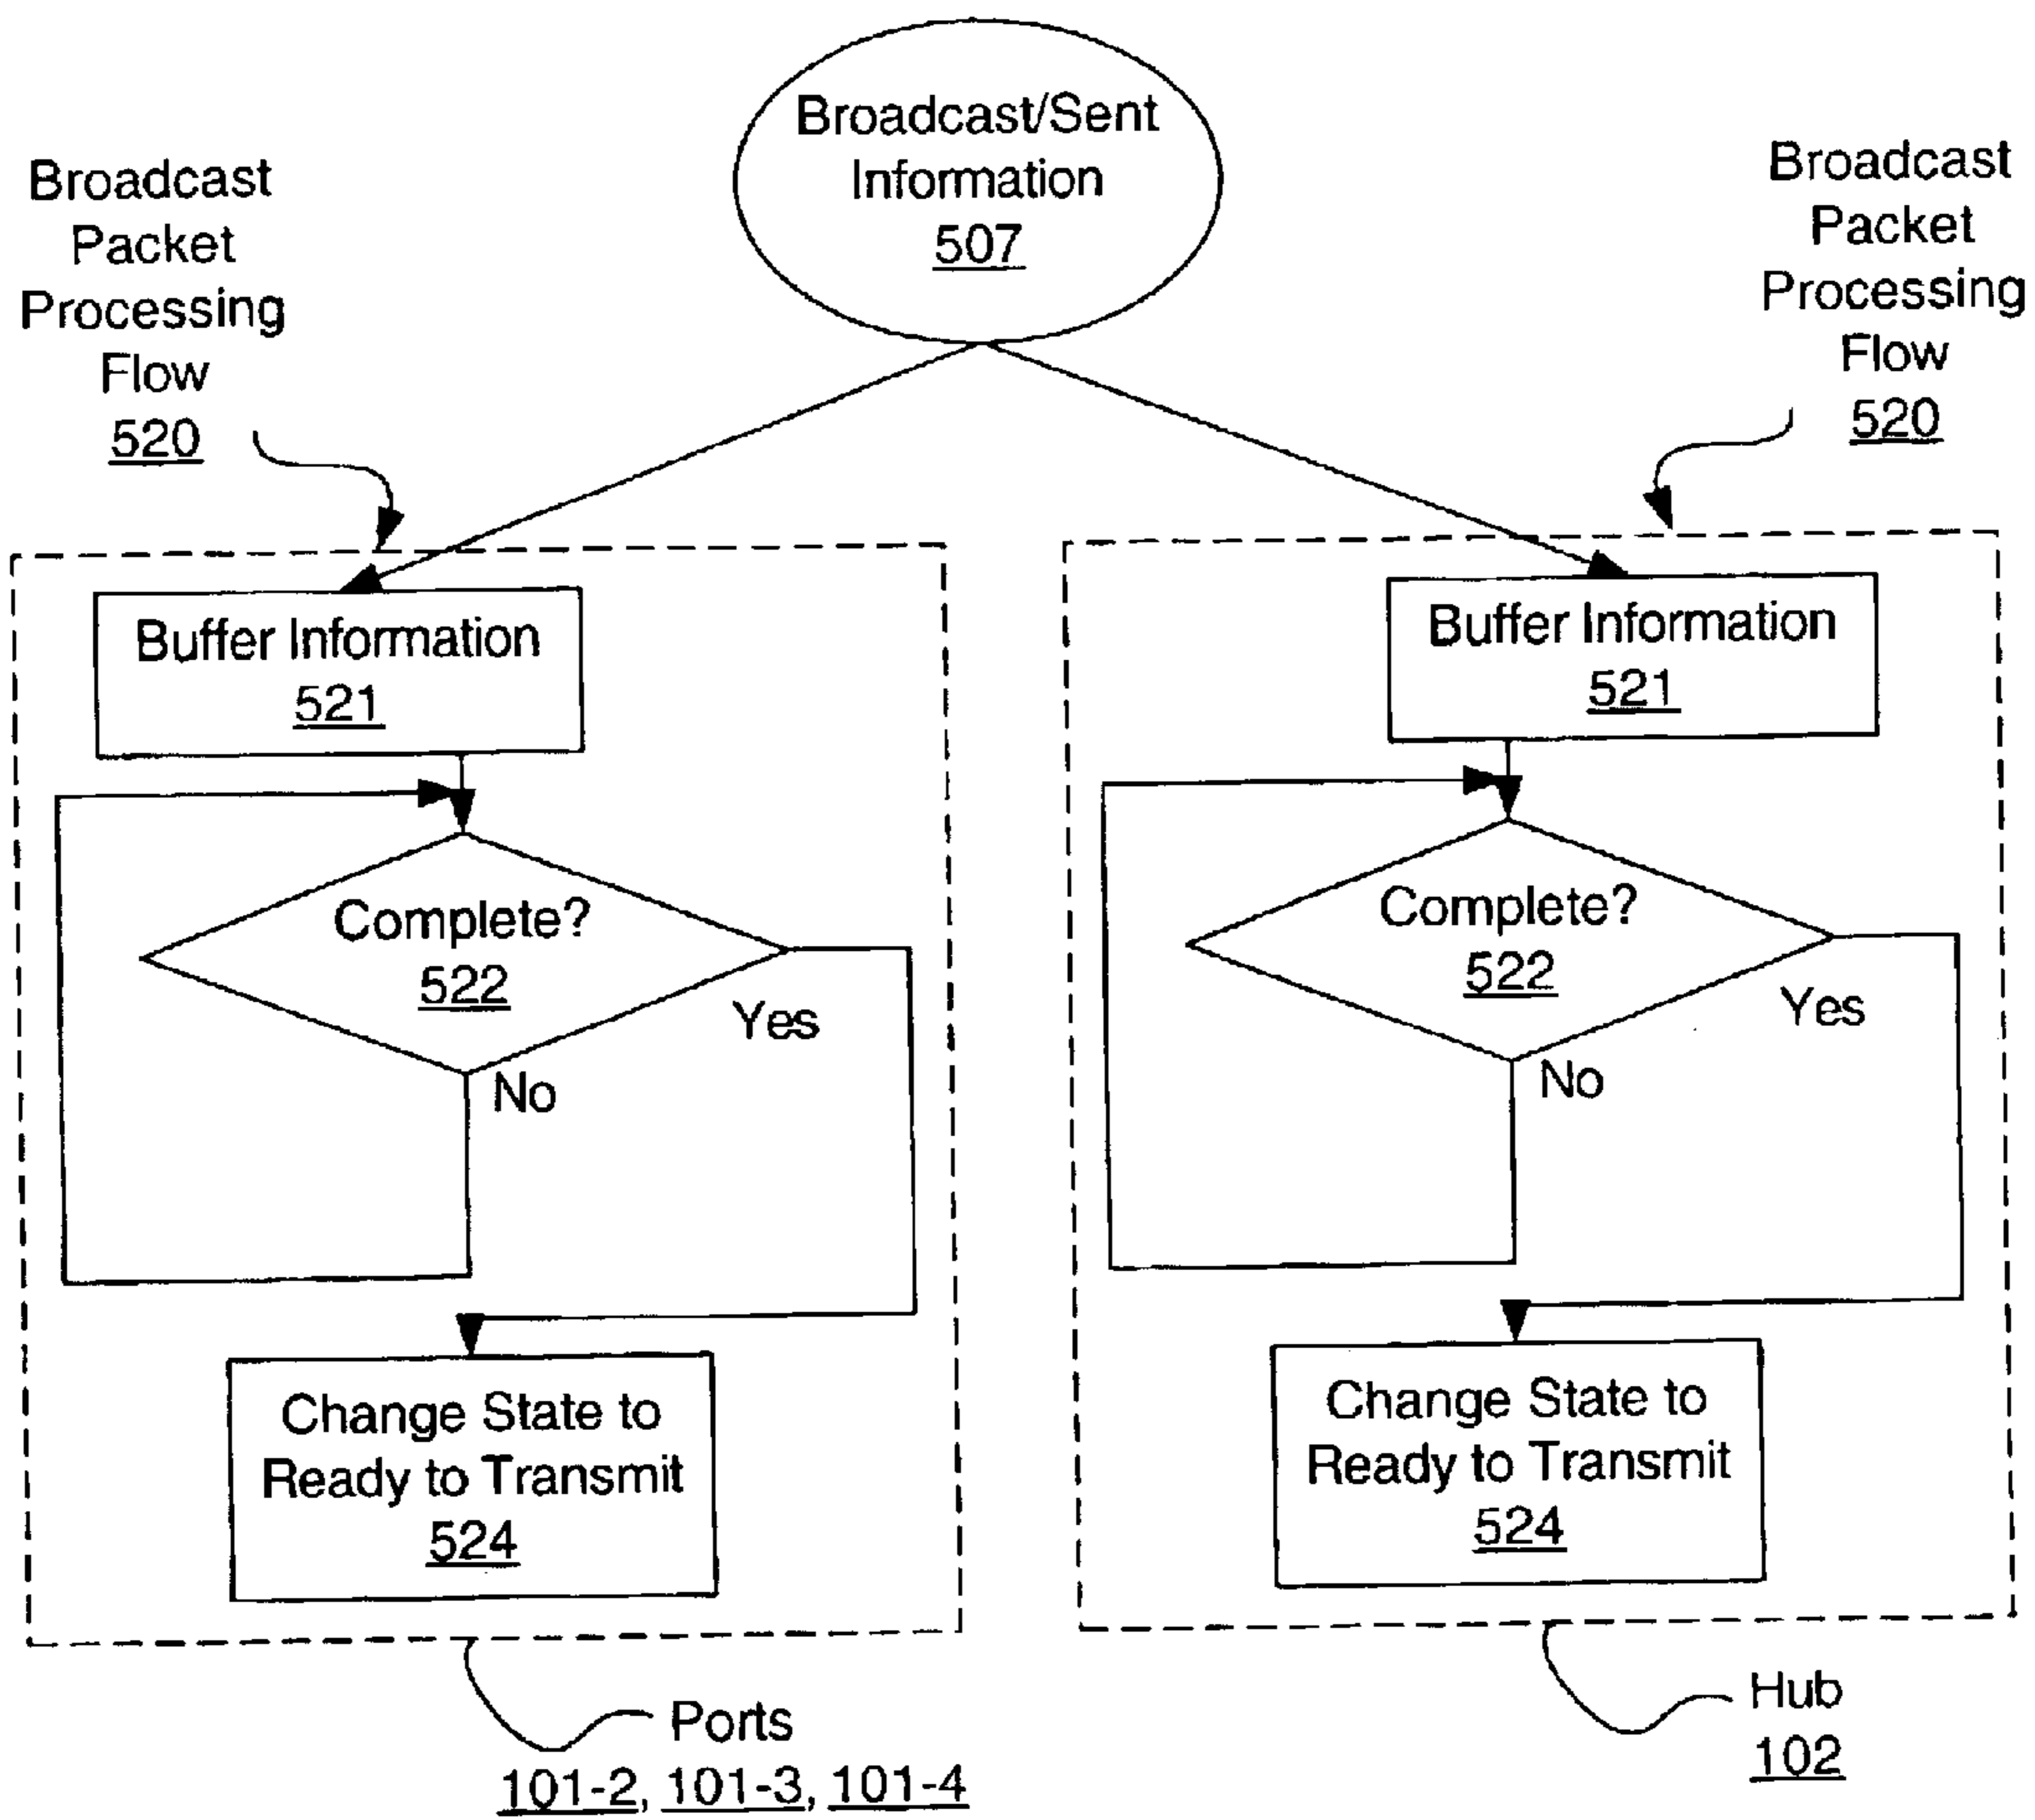 Broadcast/Sent
Information
507
Broadcast
Packet
Processing
Flow
520
Broadcast
Packet
Processing
Flow
520
Buffer Information
521
Complete?
522
Yes
No
Change State to
Ready to Transmit
524
Ports
101-2, 101-3, 101-4
Buffer Information
521
Complete?
522
Yes
No
Change State to
Ready to Transmit
524
Hub
102